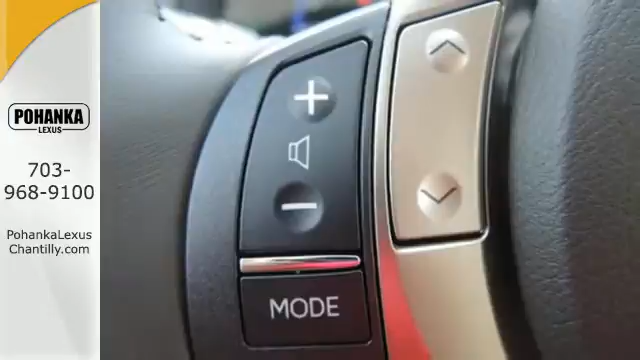 POHANKA
LEXUS
703-
968-9100
PohankaLexus
Chantilly.com
+
−
MODE